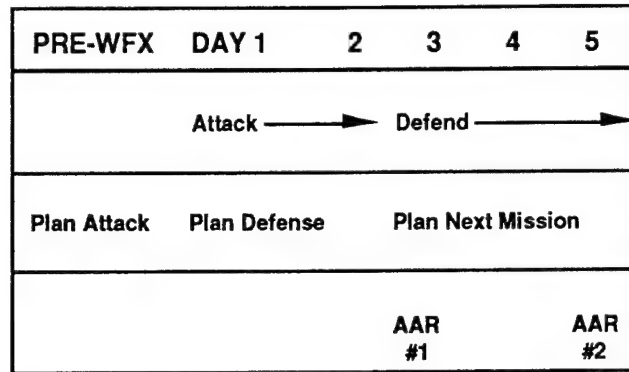 PRE-WFX DAY 1 2 3 4 5
Attack Defend
Plan Attack Plan Defense Plan Next Mission
AAR AAR
#1 #2